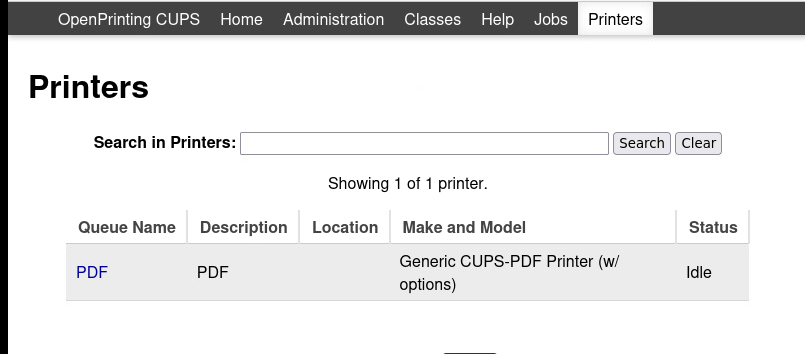 OpenPrinting CUPS Home Administration Classes Help Jobs Printers
Printers
Search in Printers: Search Clear
Showing 1 of 1 printer.
Queue Name Description Location Make and Model Status
PDF PDF Generic CUPS-PDF Printer (w/ Idle
options)